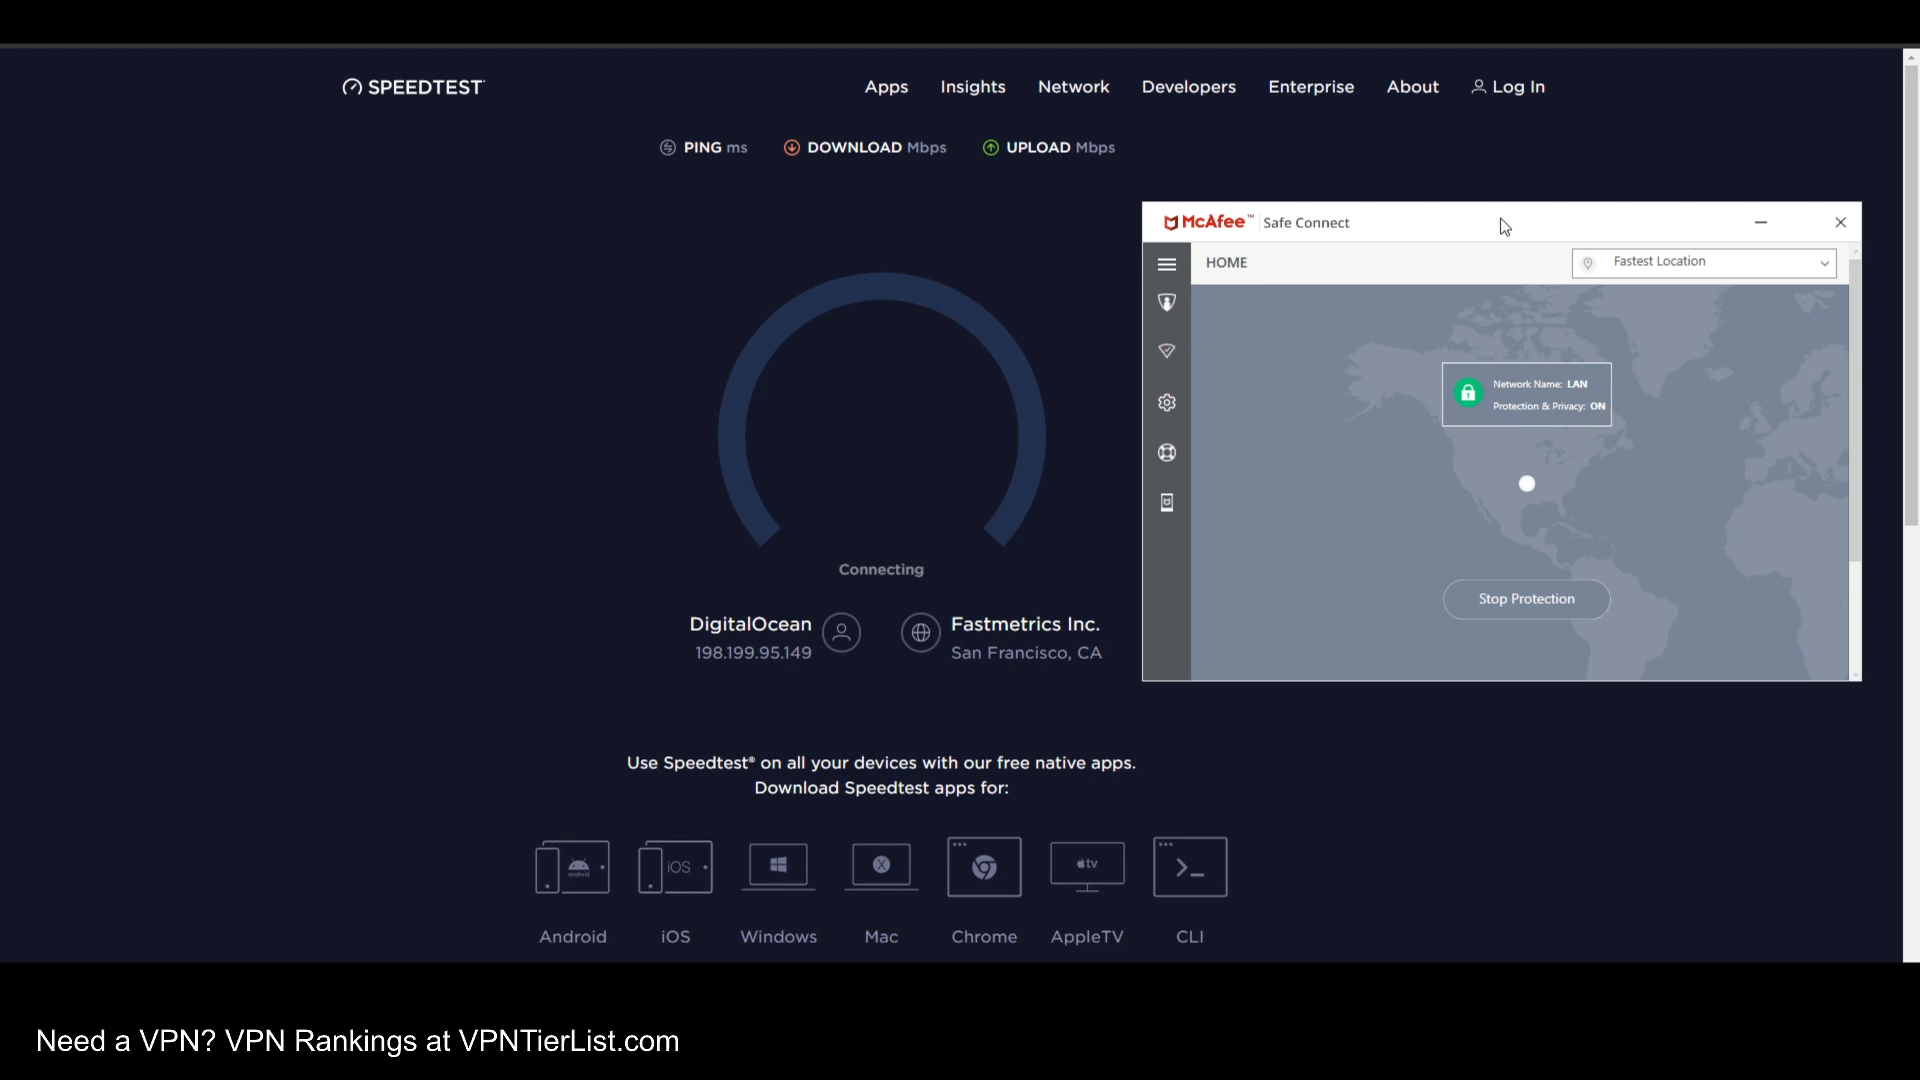 SPEEDTEST
Apps Insights Network Developers Enterprise About Log In
PING ms DOWNLOAD Mbps UPLOAD Mbps
McAfee™ Safe Connect
HOME
Fastest Location
Network Name: LAN
Protection & Privacy: ON
Stop Protection
Connecting
DigitalOcean
198.199.95.149
Fastmetrics Inc.
San Francisco, CA
Use Speedtest® on all your devices with our free native apps.
Download Speedtest apps for:
android
iOS
tv
Android iOS Windows Mac Chrome AppleTV CLI
Need a VPN? VPN Rankings at VPNTierList.com